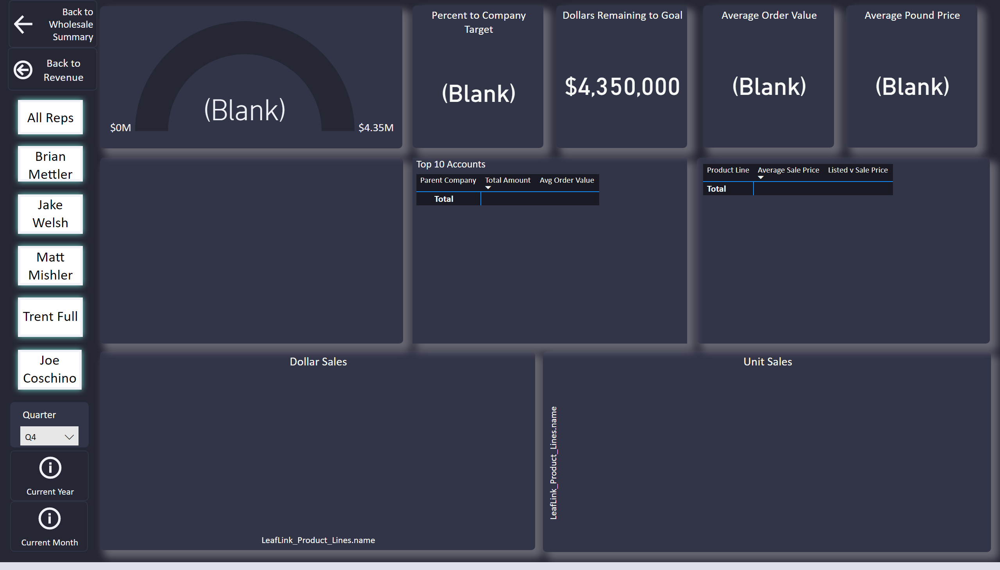 Back to
Wholesale
Summary
Back to
Revenue
All Reps
Brian
Mettler
Jake
Welsh
Matt
Mishler
Trent Full
Joe
Coschino
Quarter
Q4
Current Year
Current Month
(Blank)
$0M
$4.35M
Percent to Company
Target
(Blank)
Dollars Remaining to Goal
$4,350,000
Average Order Value
(Blank)
Average Pound Price
(Blank)
Top 10 Accounts
Parent Company Total Amount Avg Order Value
Total
Product Line Average Sale Price Listed v Sale Price
Total
Dollar Sales
LeafLink_Product_Lines.name
Unit Sales
LeafLink_Product_Lines.name